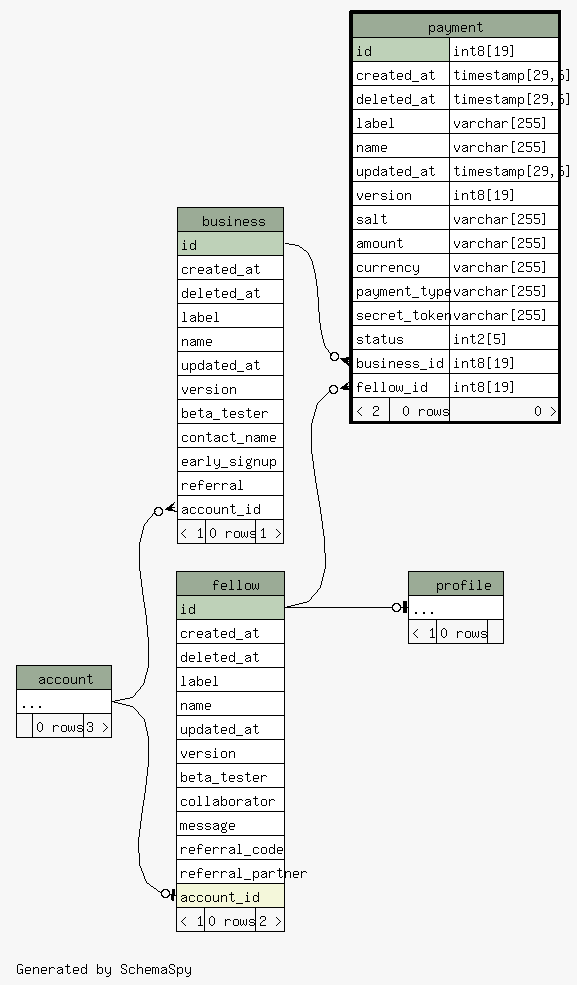 payment
id int8[19]
created_at timestamp[29,6]
deleted_at timestamp[29,6]
label varchar[255]
name varchar[255]
updated_at timestamp[29,6]
version int8[19]
salt varchar[255]
amount varchar[255]
currency varchar[255]
payment_type varchar[255]
secret_token varchar[255]
status int2[5]
business_id int8[19]
fellow_id int8[19]
< 2 0 rows 0 >
business
id
created_at
deleted_at
label
name
updated_at
version
beta_tester
contact_name
early_signup
referral
account_id
< 1 0 rows 1 >
fellow
id
created_at
deleted_at
label
name
updated_at
version
beta_tester
collaborator
message
referral_code
referral_partner
account_id
< 1 0 rows 2 >
profile
...
< 1 0 rows
account
...
0 rows 3 >
Generated by SchemaSpy